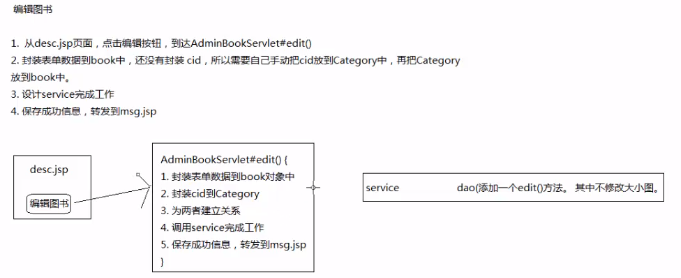 编辑图书
1. 从desc.jsp页面，点击编辑按钮，到达AdminBookServlet#edit()
2. 封装表单数据到book中，还没有封装 cid，所以需要自己手动把cid放到Category中，再把Category
放到book中。
3. 设计service完成工作
4. 保存成功信息，转发到msg.jsp
desc.jsp
编辑图书
AdminBookServlet#edit() {
1. 封装表单数据到book对象中
2. 封装cid到Category
3. 为两者建立关系
4. 调用service完成工作
5. 保存成功信息，转发到msg.jsp
}
service dao(添加一个edit()方法。 其中不修改大小图。